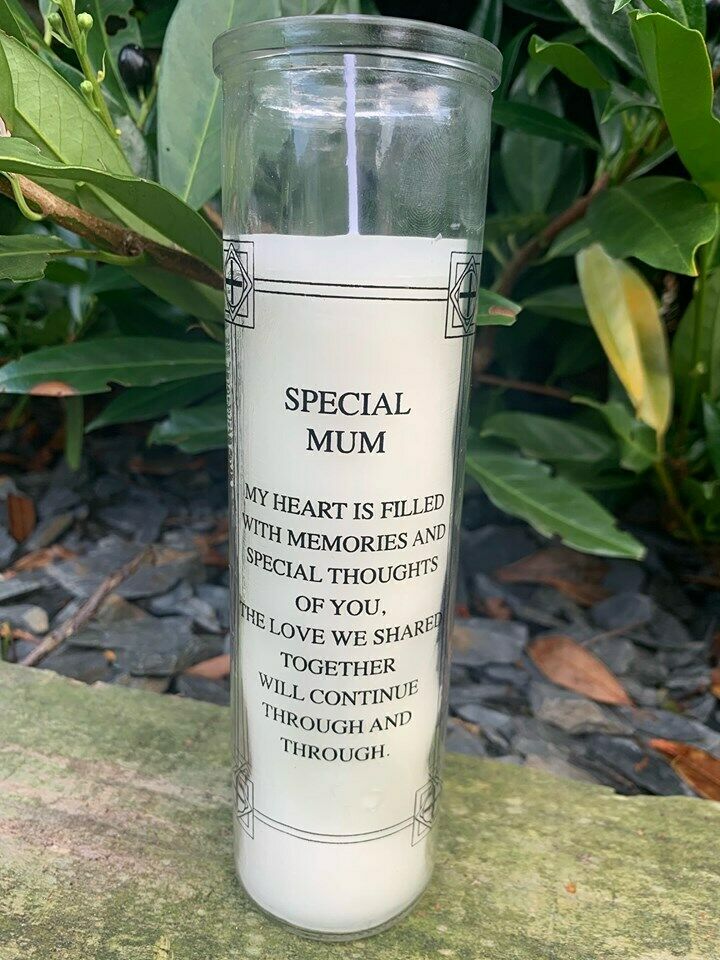 SPECIAL
MUM
MY HEART IS FILLED
WITH MEMORIES AND
SPECIAL THOUGHTS
OF YOU,
THE LOVE WE SHARED
TOGETHER
WILL CONTINUE
THROUGH AND
THROUGH.